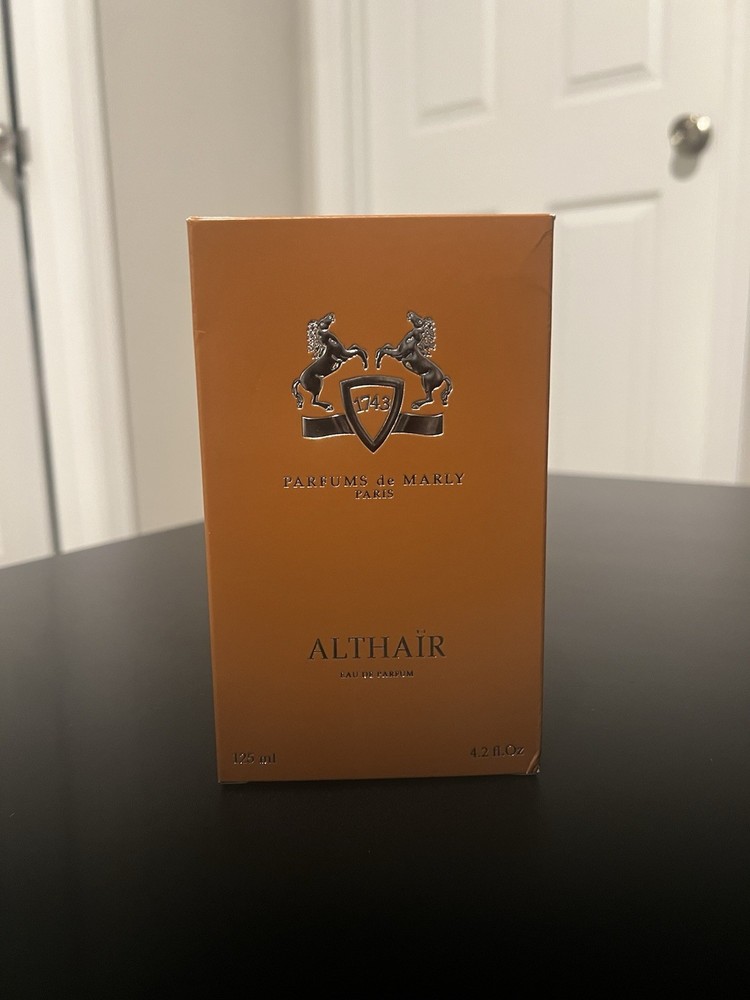 1743
PARFUMS de MARLY
PARIS
ALTHAÏR
EAU DE PARFUM
125 ml 4.2 fl.Oz